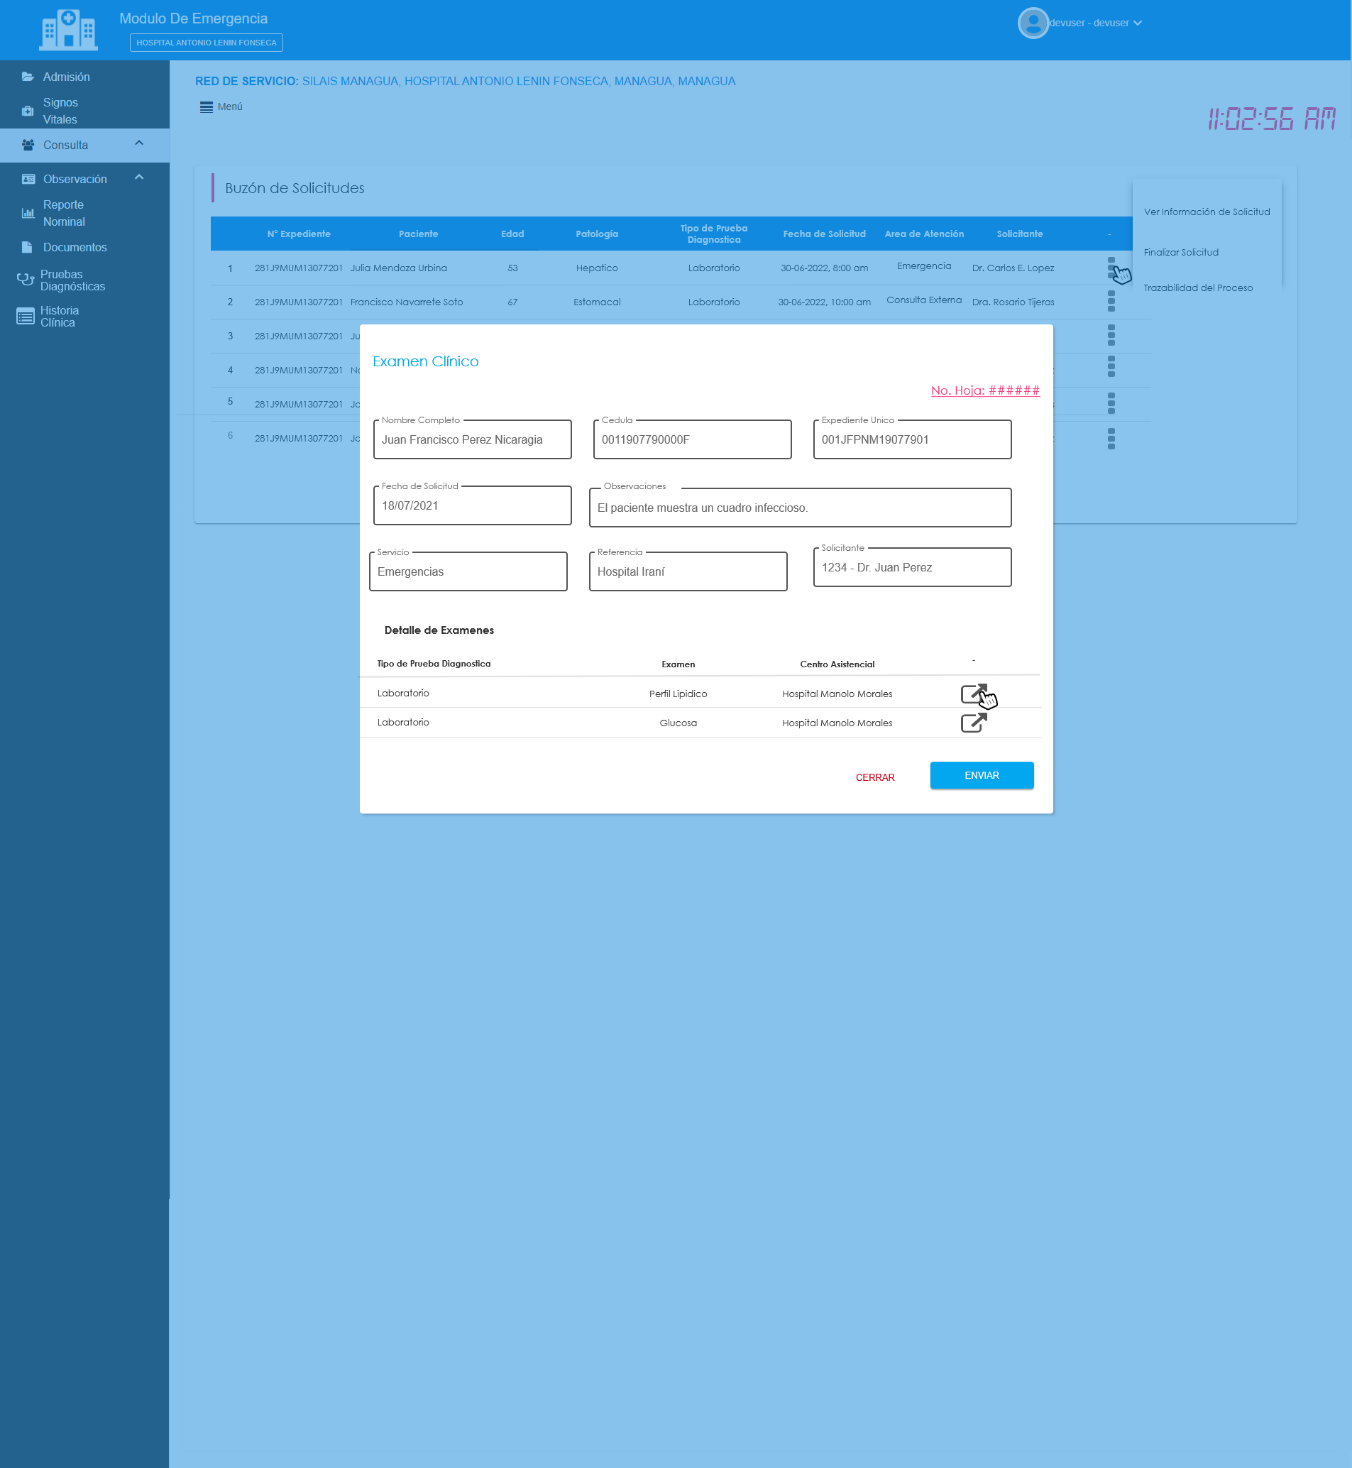 Modulo De Emergencia
HOSPITAL ANTONIO LENIN FONSECA
devuser - devuser
Admisión
Signos
Vitales
Consulta
Observación
Reporte
Nominal
Documentos
Pruebas
Diagnósticas
Historia
Clínica
RED DE SERVICIO: SILAIS MANAGUA, HOSPITAL ANTONIO LENIN FONSECA, MANAGUA, MANAGUA
Menú
11:02:56 AM
Buzón de Solicitudes
Ver Información de Solicitud
Finalizar Solicitud
Trazabilidad del Proceso
N° Expediente Paciente Edad Patología Tipo de Prueba Diagnostica Fecha de Solicitud Area de Atención Solicitante -
1 281J9MUM13077201 Julia Mendoza Urbina 53 Hepatico Laboratorio 30-06-2022, 8:00 am Emergencia Dr. Carlos E. Lopez
2 281J9MUM13077201 Francisco Navarrete Soto 67 Estomacal Laboratorio 30-06-2022, 10:00 am Consulta Externa Dra. Rosario Tijeras
3 281J9MUM13077201
4 281J9MUM13077201
5 281J9MUM13077201
6 281J9MUM13077201
Examen Clínico
No. Hoja: ######
Nombre Completo
Juan Francisco Perez Nicaragia
Cedula
0011907790000F
Expediente Unico
001JFPNM19077901
Fecha de Solicitud
18/07/2021
Observaciones
El paciente muestra un cuadro infeccioso.
Servicio
Emergencias
Referencia
Hospital Iraní
Solicitante
1234 - Dr. Juan Perez
Detalle de Examenes
Tipo de Prueba Diagnostica Examen Centro Asistencial -
Laboratorio Perfil Lipidico Hospital Manolo Morales
Laboratorio Glucosa Hospital Manolo Morales
CERRAR
ENVIAR